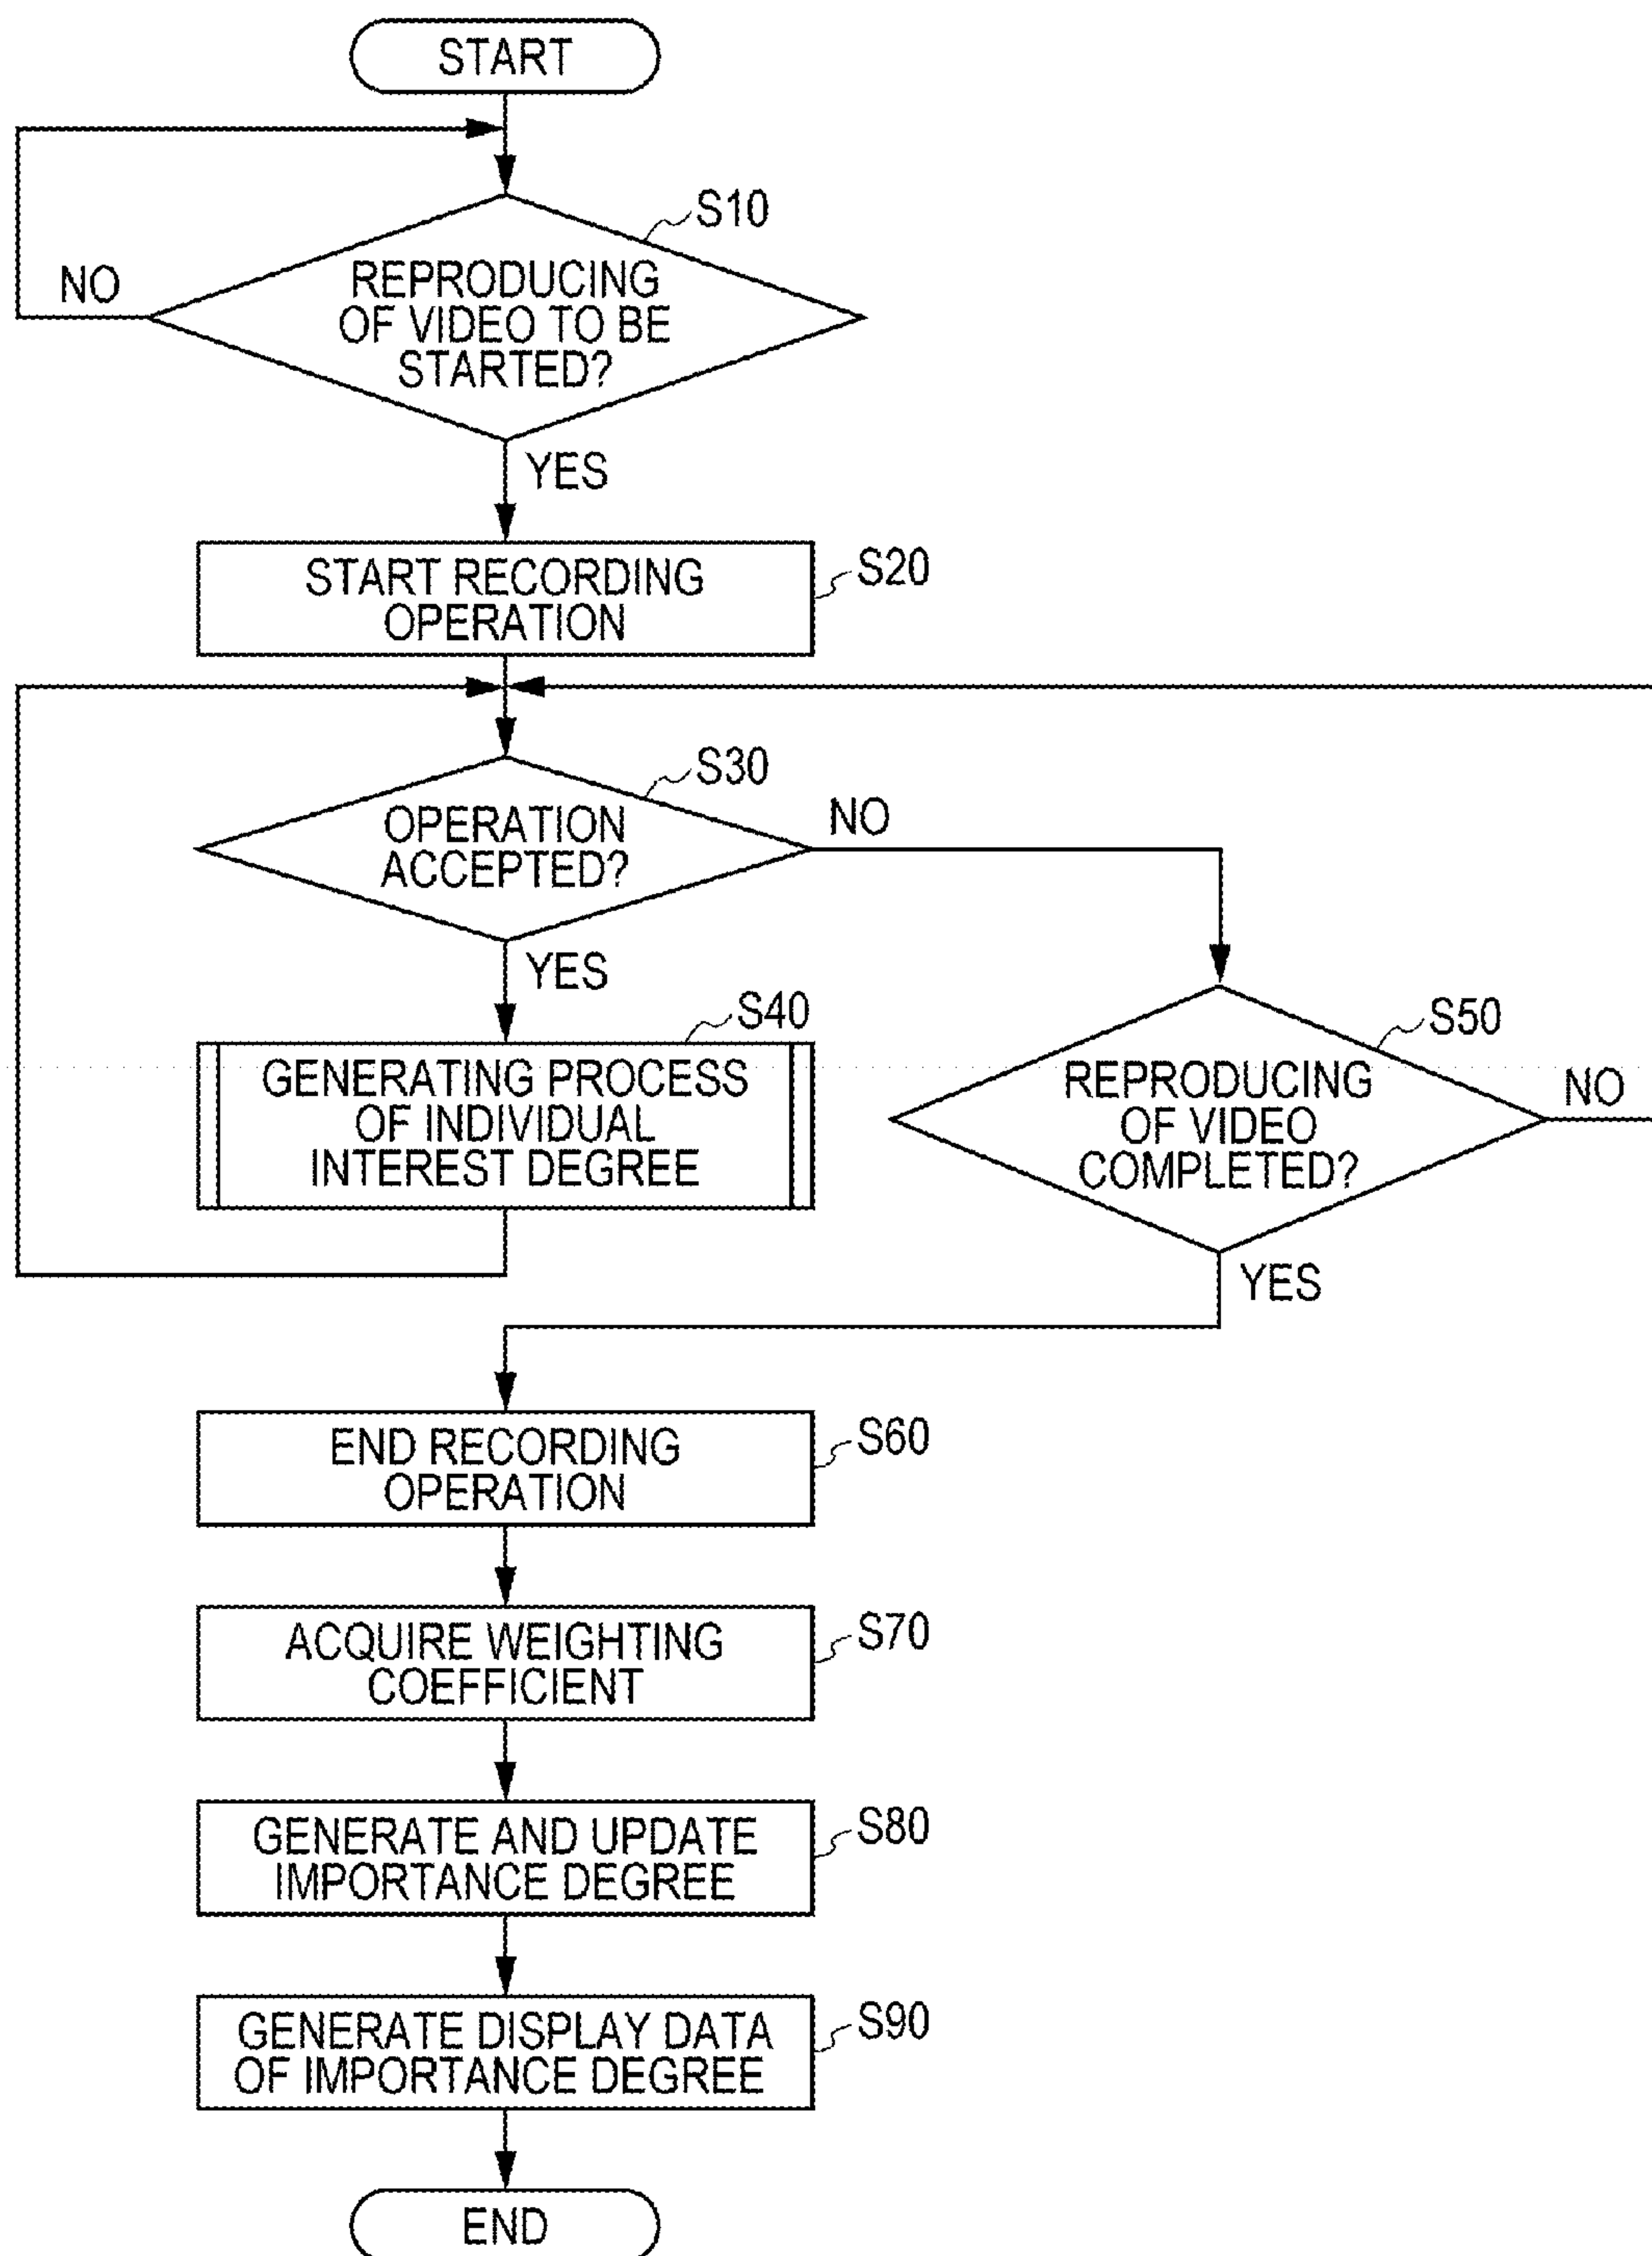 START
S10
NO
REPRODUCING
OF VIDEO TO BE
STARTED?
YES
S20
START RECORDING
OPERATION
S30
OPERATION
ACCEPTED?
NO
YES
S40
GENERATING PROCESS
OF INDIVIDUAL
INTEREST DEGREE
S50
REPRODUCING
OF VIDEO
COMPLETED?
NO
YES
S60
END RECORDING
OPERATION
S70
ACQUIRE WEIGHTING
COEFFICIENT
S80
GENERATE AND UPDATE
IMPORTANCE DEGREE
S90
GENERATE DISPLAY DATA
OF IMPORTANCE DEGREE
END